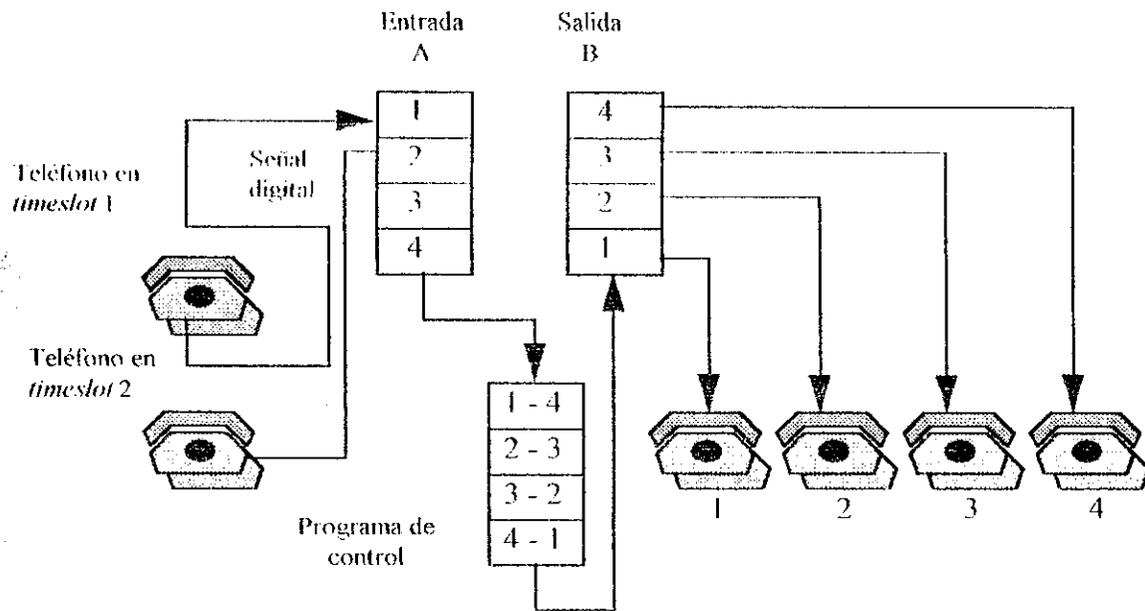 Entrada
A
Salida
B
1
2
3
4
4
3
2
1
Señal
digital
Teléfono en
timeslot 1
Teléfono en
timeslot 2
1 - 4
2 - 3
3 - 2
4 - 1
Programa de
control
1
2
3
4